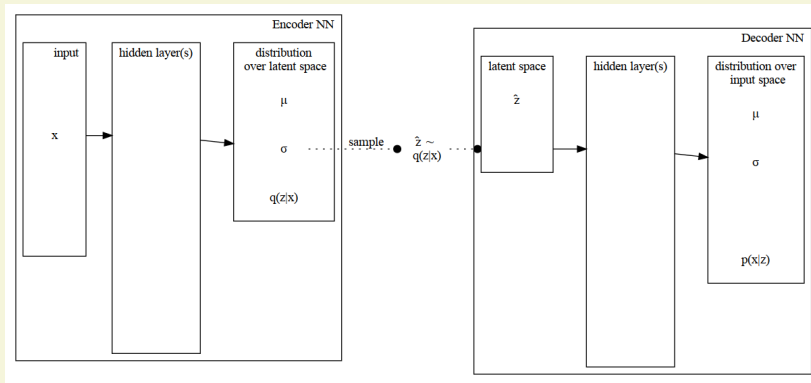 Encoder NN
input
x
hidden layer(s)
distribution
over latent space
μ
σ
q(z|x)
sample
ẑ ~
q(z|x)
Decoder NN
latent space
ẑ
hidden layer(s)
distribution over
input space
μ
σ
p(x|z)